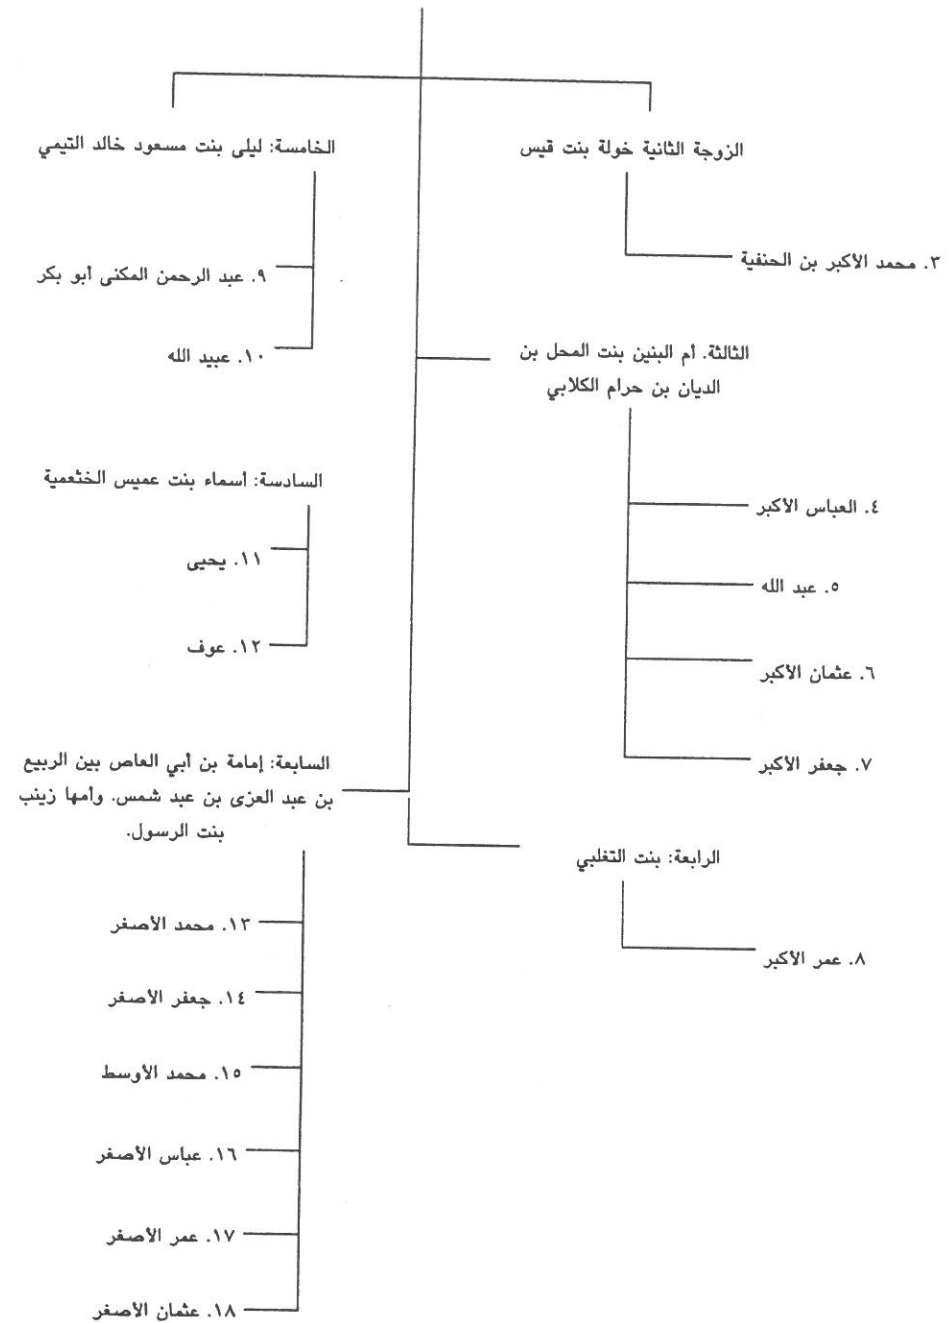 الزوجة الثانية خولة بنت قيس
٣. محمد الأكبر بن الحنفية
الثالثة. أم البنين بنت المحل بن
الديان بن حرام الكلابي
٤. العباس الأكبر
٥. عبد الله
٦. عثمان الأكبر
٧. جعفر الأكبر
الرابعة: بنت التغلبي
٨. عمر الأكبر
الخامسة: ليلى بنت مسعود خالد التيمي
٩. عبد الرحمن المكنى أبو بكر
١٠. عبيد الله
السادسة: أسماء بنت عميس الخثعمية
١١. يحيى
١٢. عوف
السابعة: إمامة بن أبي العاص بين الربيع
بن عبد العزى بن عبد شمس. وأمها زينب
بنت الرسول.
١٣. محمد الأصغر
١٤. جعفر الأصغر
١٥. محمد الأوسط
١٦. عباس الأصغر
١٧. عمر الأصغر
١٨. عثمان الأصغر